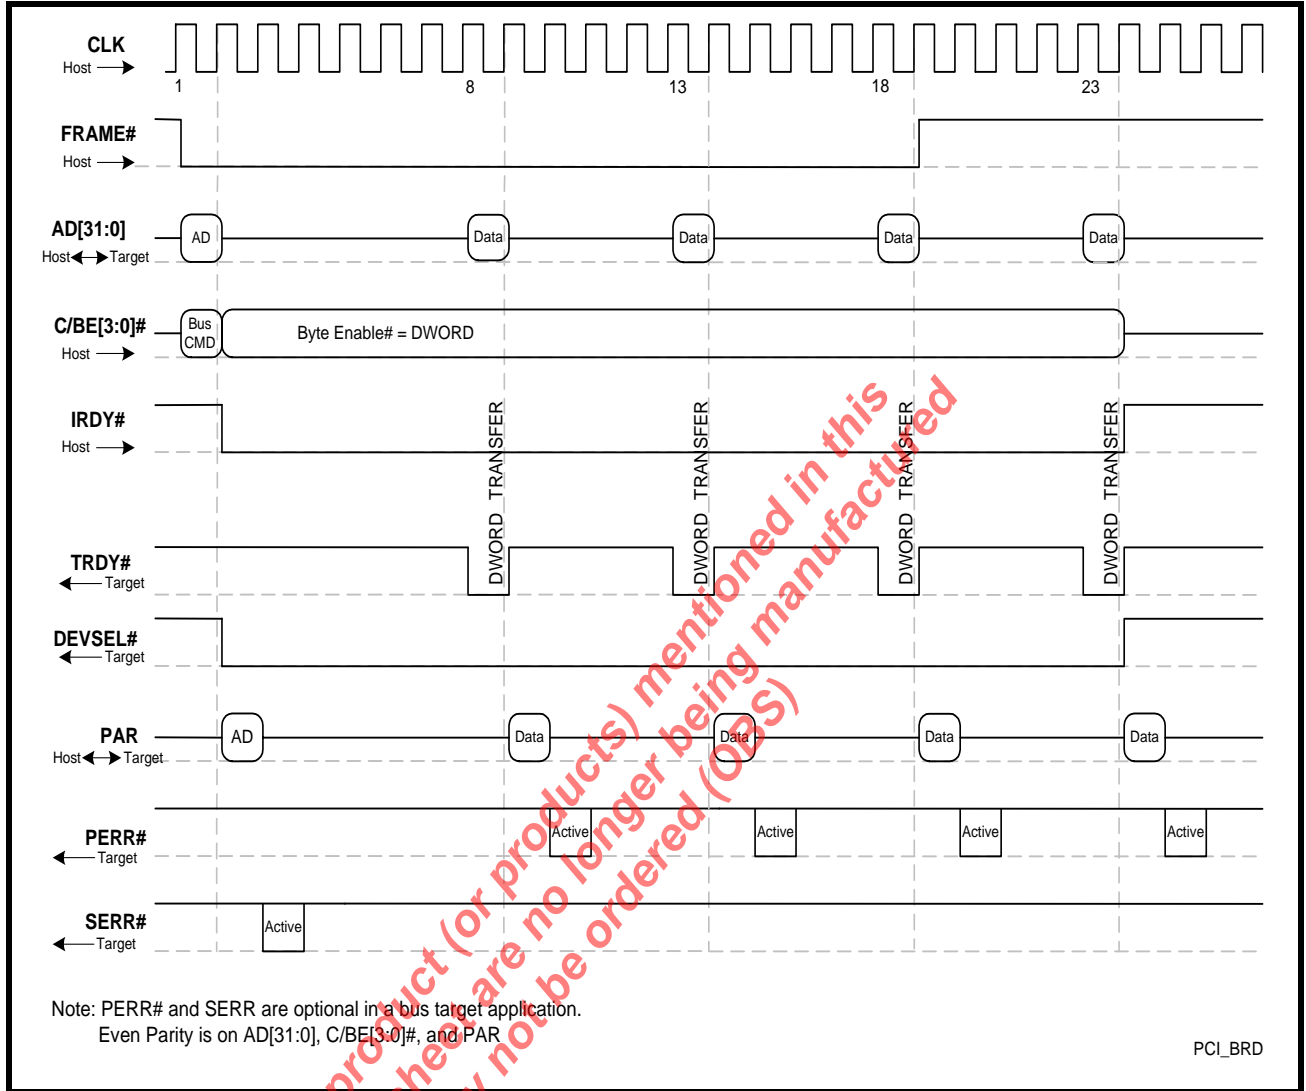 CLK
Host
1 8 13 18 23
FRAME#
Host
AD[31:0]
Host Target
AD Data Data Data Data
C/BE[3:0]#
Host
Bus
CMD
Byte Enable# = DWORD
IRDY#
Host
DWORD TRANSFER
DWORD TRANSFER
DWORD TRANSFER
DWORD TRANSFER
TRDY#
Target
DEVSEL#
Target
PAR
Host Target
AD Data Data Data Data
PERR#
Target
Active Active Active Active
SERR#
Target
Active
Note: PERR# and SERR are optional in a bus target application.
Even Parity is on AD[31:0], C/BE[3:0]#, and PAR
PCI_BRD
product (or products) mentioned in this
sheet are no longer being manufactured
not be ordered (OBS)